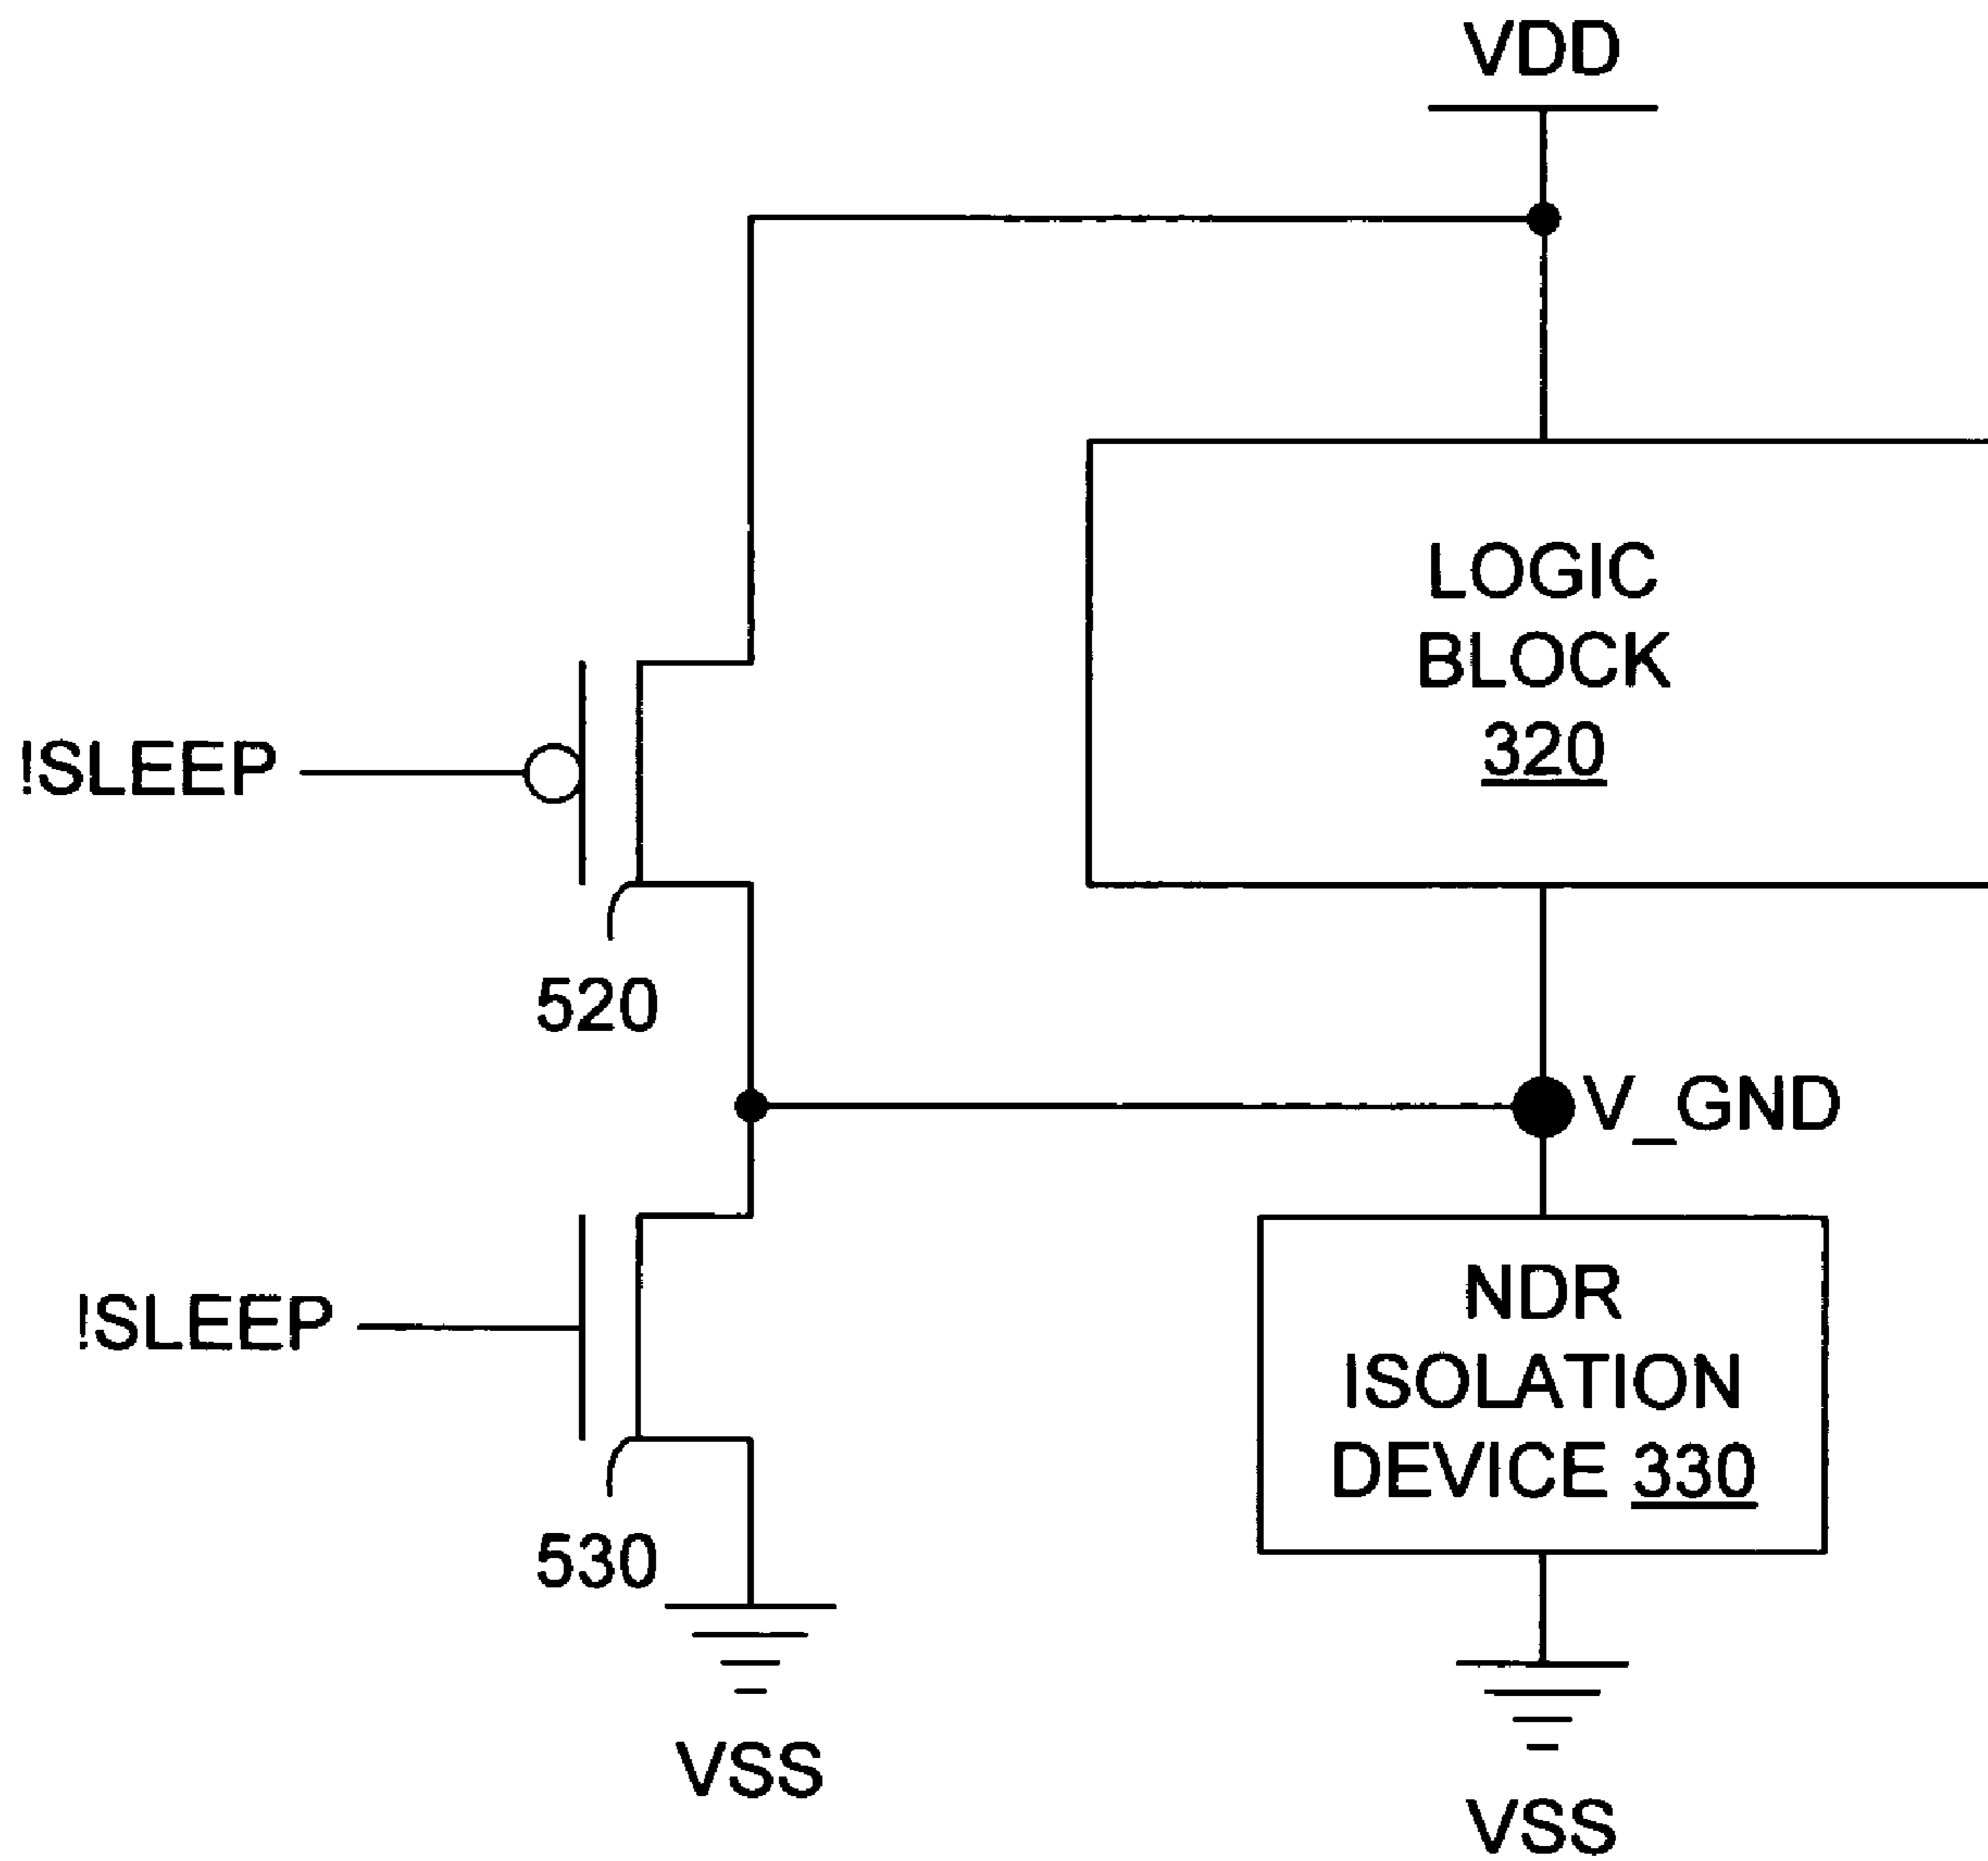 VDD
LOGIC
BLOCK
320
!SLEEP
520
V_GND
NDR
ISOLATION
DEVICE 330
!SLEEP
530
VSS
VSS